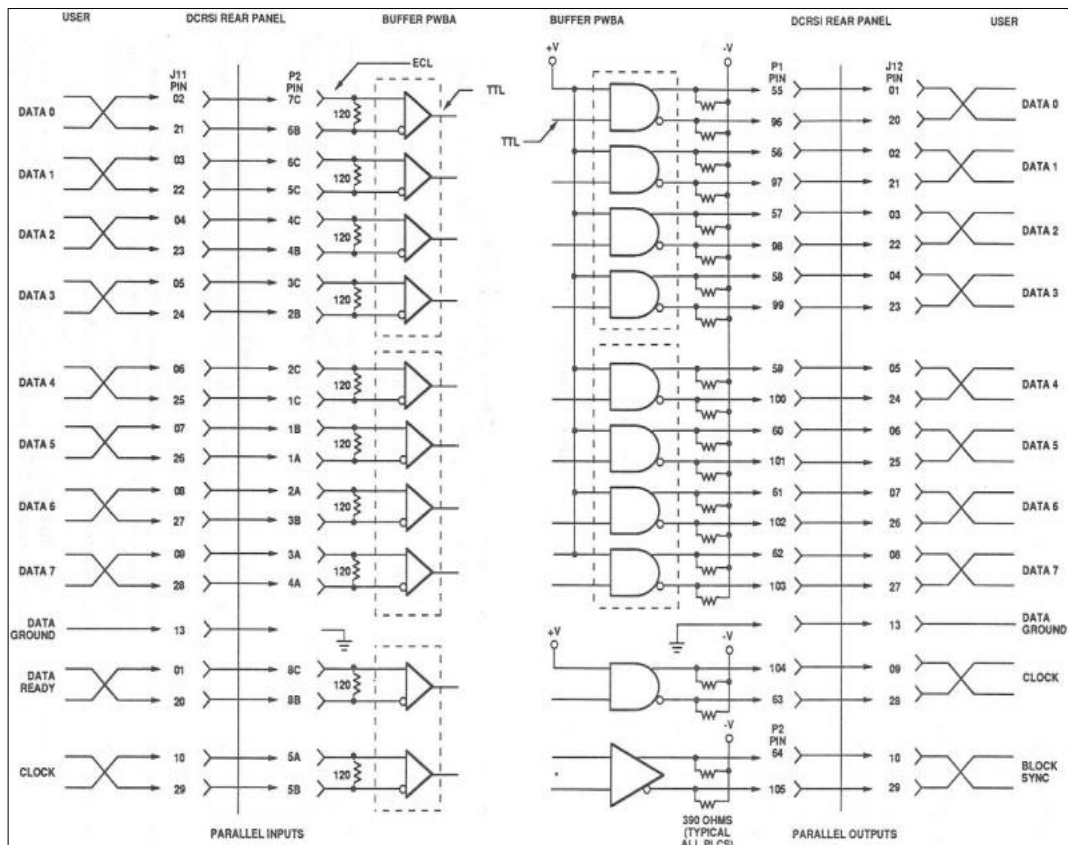 USER DCRSI REAR PANEL BUFFER PWBA
J11 PIN P2 PIN ECL TTL
DATA 0 02 7C 120
21 6B
DATA 1 03 6C 120
22 5C
DATA 2 04 4C 120
23 4B
DATA 3 05 3C 120
24 2B
DATA 4 06 2C 120
25 1C
DATA 5 07 1B 120
26 1A
DATA 6 08 2A 120
27 3B
DATA 7 09 3A 120
28 4A
DATA GROUND 13
DATA READY 01 8C 120
20 8B
CLOCK 10 5A 120
29 5B
PARALLEL INPUTS
BUFFER PWBA DCRSI REAR PANEL USER
+V -V P1 PIN J12 PIN
55 01 DATA 0
TTL 96 20
56 02 DATA 1
97 21
57 03 DATA 2
98 22
58 04 DATA 3
99 23
59 05 DATA 4
100 24
60 06 DATA 5
101 25
61 07 DATA 6
102 26
62 08 DATA 7
103 27
13 DATA GROUND
+V -V
104 09 CLOCK
63 28
-V P2 PIN
64 10 BLOCK SYNC
105 29
390 OHMS
(TYPICAL
ALL PLCS)
PARALLEL OUTPUTS